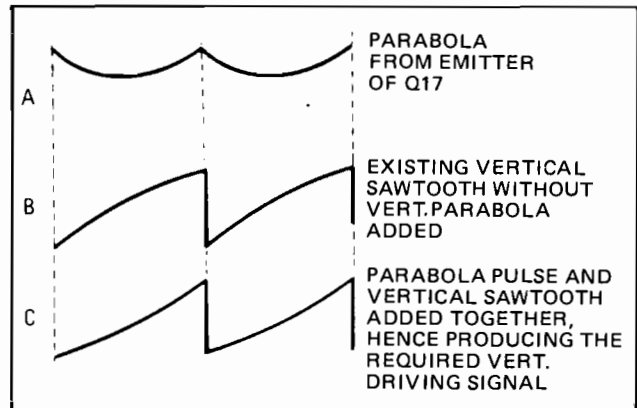 PARABOLA
FROM EMITTER
OF Q17
A
EXISTING VERTICAL
SAWTOOTH WITHOUT
VERT. PARABOLA
ADDED
B
PARABOLA PULSE AND
VERTICAL SAWTOOTH
ADDED TOGETHER,
HENCE PRODUCING THE
REQUIRED VERT.
DRIVING SIGNAL
C